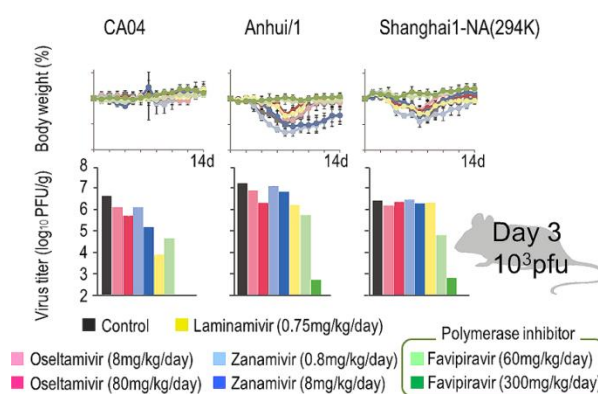 CA04 Anhui/1 Shanghai1-NA(294K)
Body weight (%)
14d 14d 14d
Virus titer (log10 PFU/g)
8
7
6
5
4
3
2
Day 3
10³pfu
Control Laminamivir (0.75mg/kg/day)
Polymerase inhibitor
Oseltamivir (8mg/kg/day) Zanamivir (0.8mg/kg/day) Favipiravir (60mg/kg/day)
Oseltamivir (80mg/kg/day) Zanamivir (8mg/kg/day) Favipiravir (300mg/kg/day)